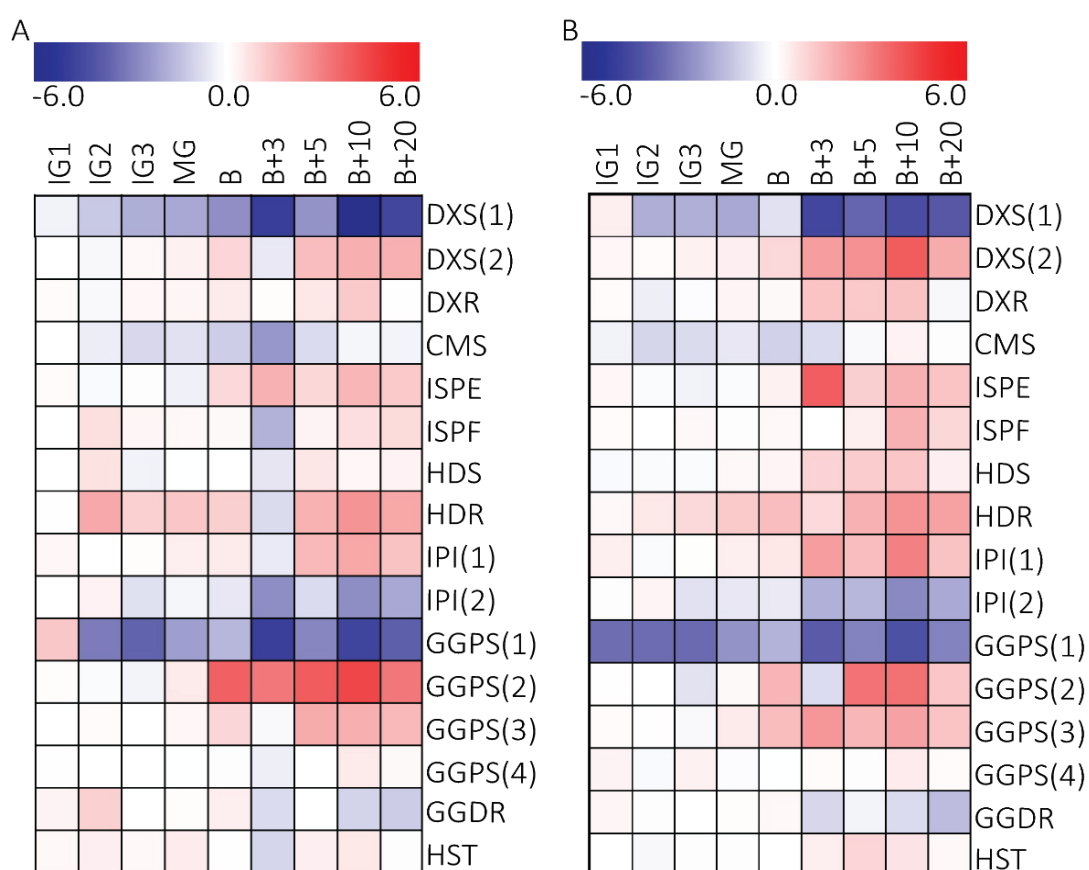 A
-6.0 0.0 6.0
IG1 IG2 IG3 MG B B+3 B+5 B+10 B+20
DXS(1)
DXS(2)
DXR
CMS
ISPE
ISPF
HDS
HDR
IPI(1)
IPI(2)
GGPS(1)
GGPS(2)
GGPS(3)
GGPS(4)
GGDR
HST
B
-6.0 0.0 6.0
IG1 IG2 IG3 MG B B+3 B+5 B+10 B+20
DXS(1)
DXS(2)
DXR
CMS
ISPE
ISPF
HDS
HDR
IPI(1)
IPI(2)
GGPS(1)
GGPS(2)
GGPS(3)
GGPS(4)
GGDR
HST